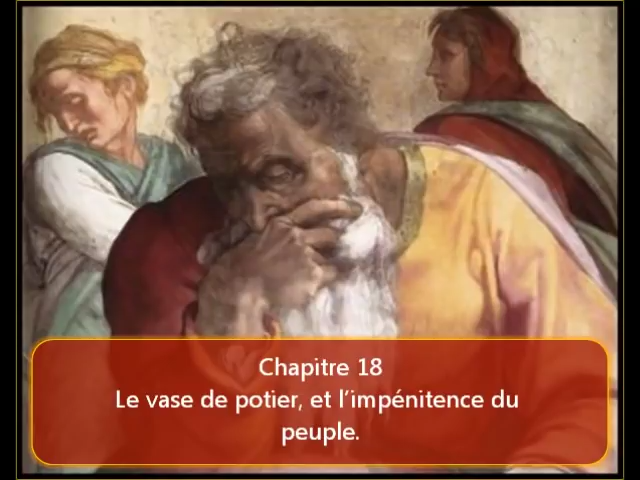 Chapitre 18
Le vase de potier, et l'impénitence du
peuple.